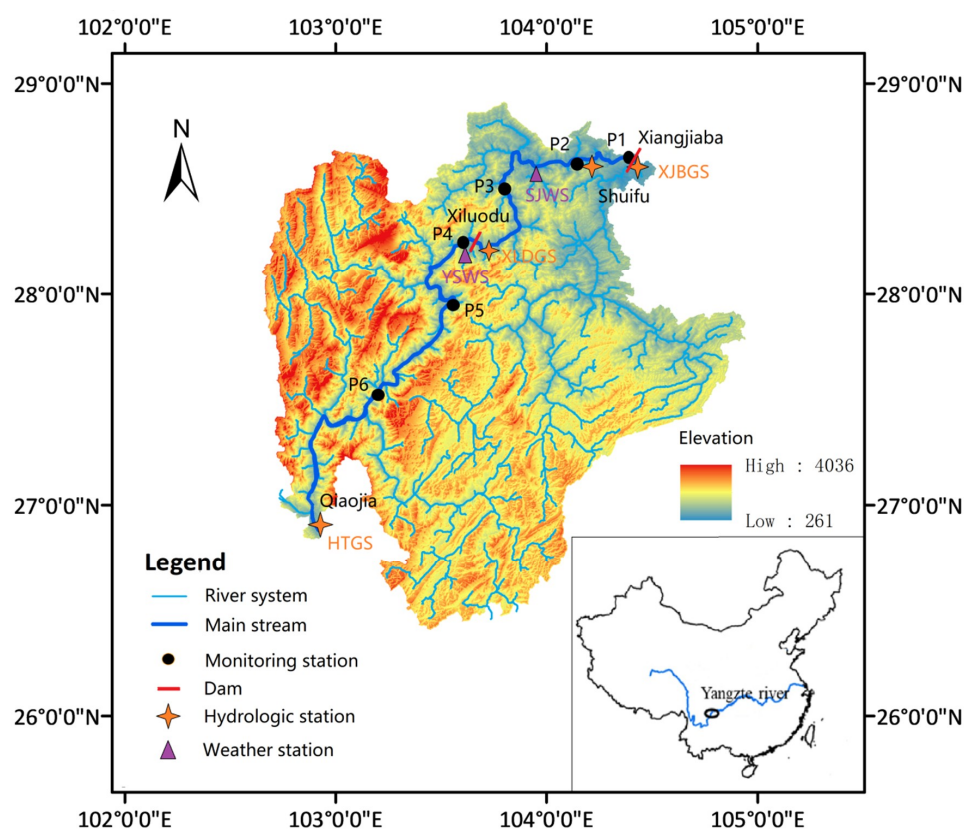 102°0'0"E 103°0'0"E 104°0'0"E 105°0'0"E
29°0'0"N 29°0'0"N
N
P2 P1 Xiangjiaba
XJBGS
P3 SJWS Shuifu
Xiluodu
P4
XLDGS
YSWS
28°0'0"N 28°0'0"N
P5
P6
Elevation
High : 4036
Low : 261
27°0'0"N 27°0'0"N
Qiaojia
HTGS
Legend
River system
Main stream
Monitoring station
Dam
Hydrologic station
Weather station
Yangzte river
26°0'0"N 26°0'0"N
102°0'0"E 103°0'0"E 104°0'0"E 105°0'0"E